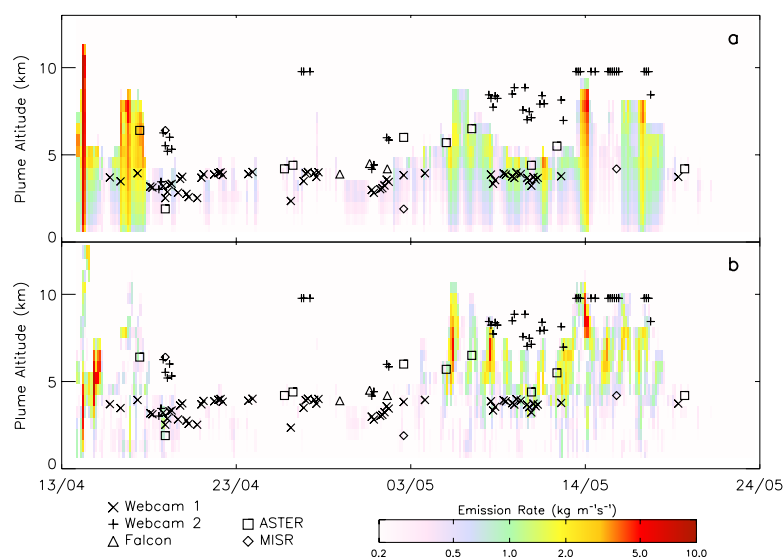 a
Plume Altitude (km)
10
5
0
b
Plume Altitude (km)
10
5
0
13/04 23/04 03/05 14/05 24/05
Webcam 1
Webcam 2
Falcon
ASTER
MISR
Emission Rate (kg m⁻¹s⁻¹)
0.2 0.5 1.0 2.0 5.0 10.0